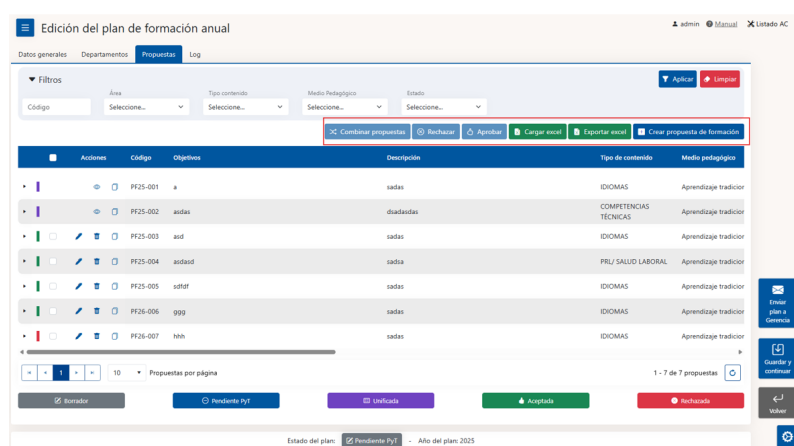 Edición del plan de formación anual
admin Manual Listado AC
Datos generales Departamentos Propuestas Log
Filtros
Aplicar Limpiar
Área Tipo contenido Medio Pedagógico Estado
Código Seleccione... Seleccione... Seleccione... Seleccione...
Combinar propuestas Rechazar Aprobar Cargar excel Exportar excel Crear propuesta de formación
Acciones Código Objetivos Descripción Tipo de contenido Medio pedagógico
PF25-001 a sadas IDIOMAS Aprendizaje tradicior
PF25-002 asdas dsadasdas COMPETENCIAS TÉCNICAS Aprendizaje tradicior
PF25-003 asd sadas IDIOMAS Aprendizaje tradicior
PF25-004 asdasd sadsa PRL/ SALUD LABORAL Aprendizaje tradicior
PF25-005 sdfdf sadas IDIOMAS Aprendizaje tradicior
PF26-006 ggg sadas IDIOMAS Aprendizaje tradicior
PF26-007 hhh sadas IDIOMAS Aprendizaje tradicior
1 10 Propuestas por página 1 - 7 de 7 propuestas
Borrador Pendiente PyT Unificada Aceptada Rechazada
Estado del plan: Pendiente PyT - Año del plan: 2025
Enviar
plan a
Gerencia
Guardar y
continuar
Volver